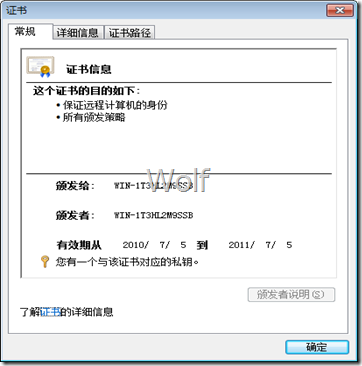 证书
常规
详细信息
证书路径
证书信息
这个证书的目的如下:
• 保证远程计算机的身份
• 所有颁发策略
Wolf
颁发给: WIN-1T3HL2M9SSB
颁发者: WIN-1T3HL2M9SSB
有效期从 2010/ 7/ 5 到 2011/ 7/ 5
您有一个与该证书对应的私钥。
颁发者说明(S)
了解证书的详细信息
确定